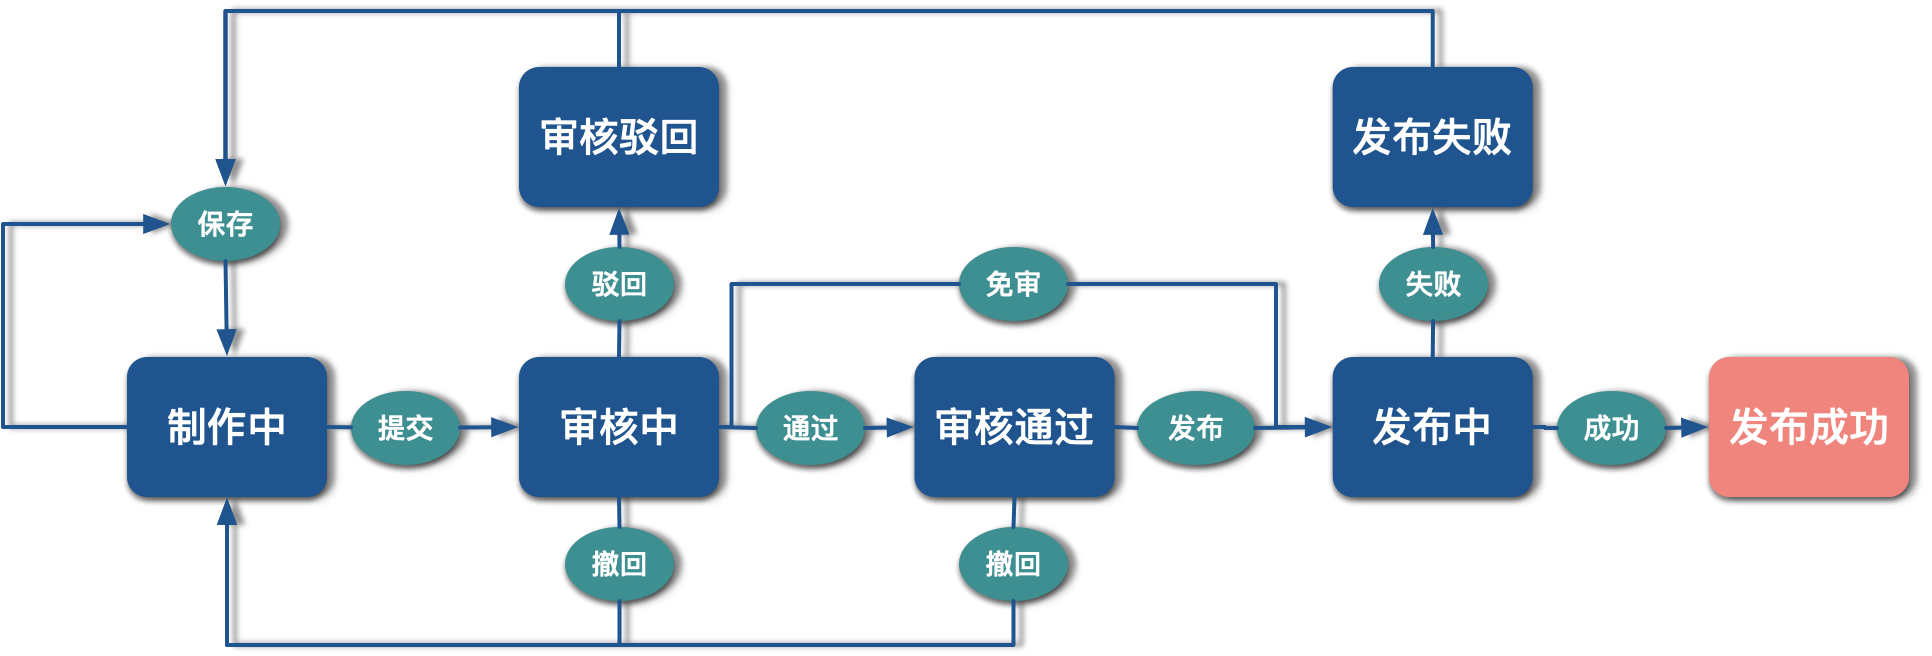 审核驳回
发布失败
保存
驳回
免审
失败
制作中
提交
审核中
通过
审核通过
发布
发布中
成功
发布成功
撤回
撤回